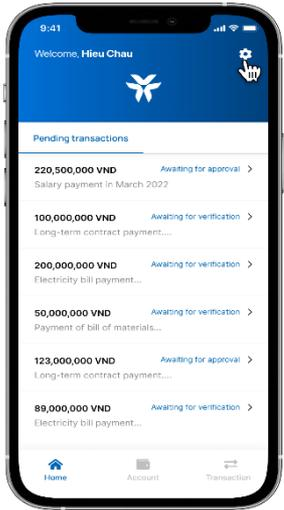 9:41
Welcome, Hieu Chau
Pending transactions
220,500,000 VND Awaiting for approval
Salary payment in March 2022
100,000,000 VND Awaiting for verification
Long-term contract payment....
200,000,000 VND Awaiting for verification
Electricity bill payment...
50,000,000 VND Awaiting for verification
Payment of bill of materials...
123,000,000 VND Awaiting for approval
Long-term contract payment....
89,000,000 VND Awaiting for verification
Electricity bill payment...
Home Account Transaction